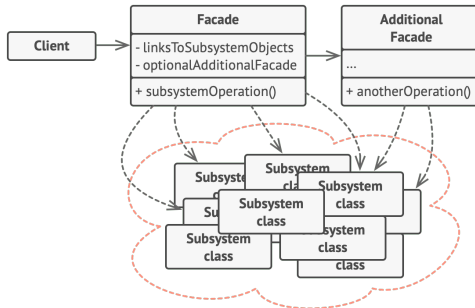 Client
Facade
- linksToSubsystemObjects
- optionalAdditionalFacade
+ subsystemOperation()
Additional
Facade
...
+ anotherOperation()
Subsystem
class
Subsystem
Subsystem
class
Subsystem
class
Subsystem
class
Subsystem
class
class